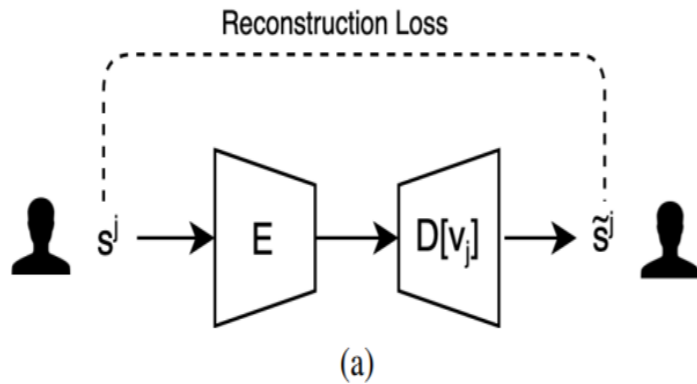 Reconstruction Loss
s^j E D[v_j] s̃^j
(a)